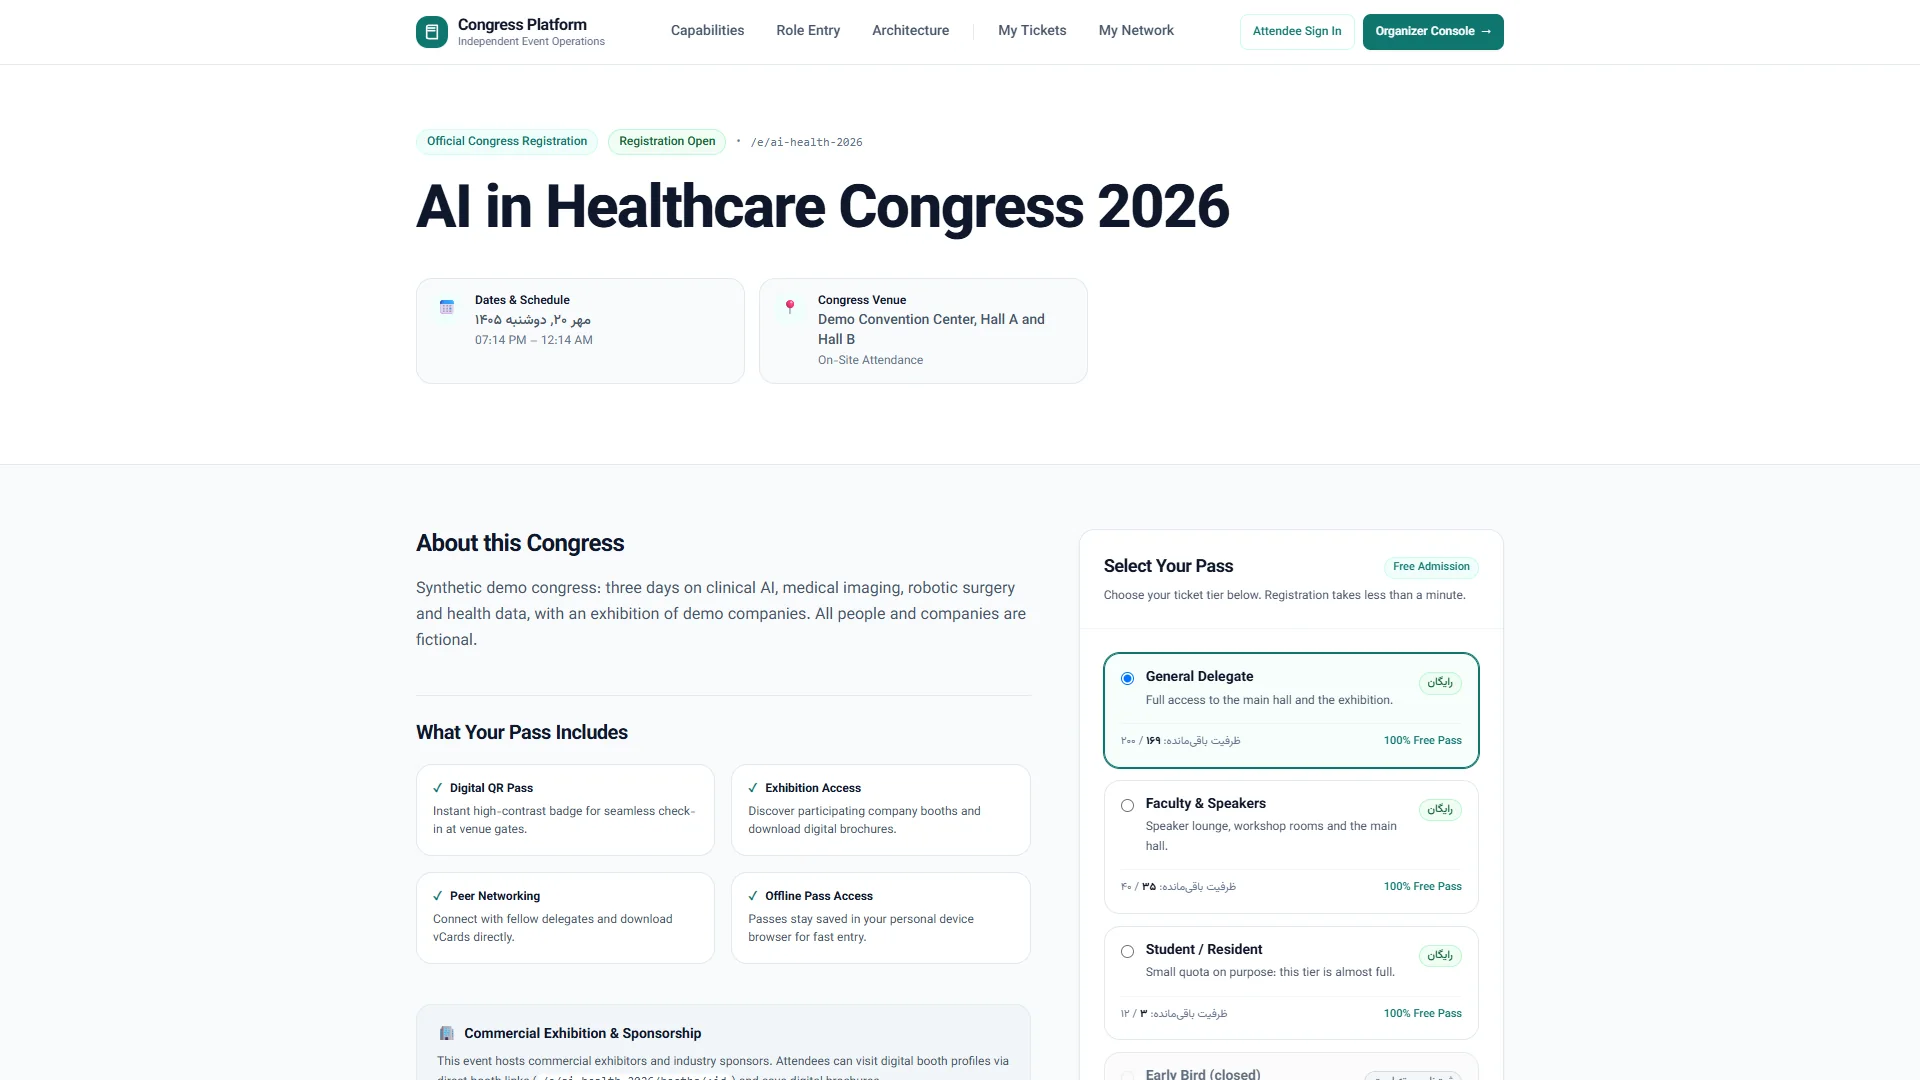 Congress Platform
Independent Event Operations
Capabilities
Role Entry
Architecture
My Tickets
My Network
Attendee Sign In
Organizer Console →
Official Congress Registration
Registration Open
• /e/ai-health-2026
AI in Healthcare Congress 2026
Dates & Schedule
۱۴۰۵ مهر ۲۰, دوشنبه
07:14 PM – 12:14 AM
Congress Venue
Demo Convention Center, Hall A and
Hall B
On-Site Attendance
About this Congress
Synthetic demo congress: three days on clinical AI, medical imaging, robotic surgery
and health data, with an exhibition of demo companies. All people and companies are
fictional.
What Your Pass Includes
✓ Digital QR Pass
Instant high-contrast badge for seamless check-
in at venue gates.
✓ Exhibition Access
Discover participating company booths and
download digital brochures.
✓ Peer Networking
Connect with fellow delegates and download
vCards directly.
✓ Offline Pass Access
Passes stay saved in your personal device
browser for fast entry.
Commercial Exhibition & Sponsorship
This event hosts commercial exhibitors and industry sponsors. Attendees can visit digital booth profiles via
Select Your Pass
Free Admission
Choose your ticket tier below. Registration takes less than a minute.
General Delegate
رایگان
Full access to the main hall and the exhibition.
ظرفیت باقی‌مانده: ۱۶۹ / ۲۰۰
100% Free Pass
Faculty & Speakers
رایگان
Speaker lounge, workshop rooms and the main
hall.
ظرفیت باقی‌مانده: ۳۵ / ۴۰
100% Free Pass
Student / Resident
رایگان
Small quota on purpose: this tier is almost full.
ظرفیت باقی‌مانده: ۳ / ۱۲
100% Free Pass
Early Bird (closed)